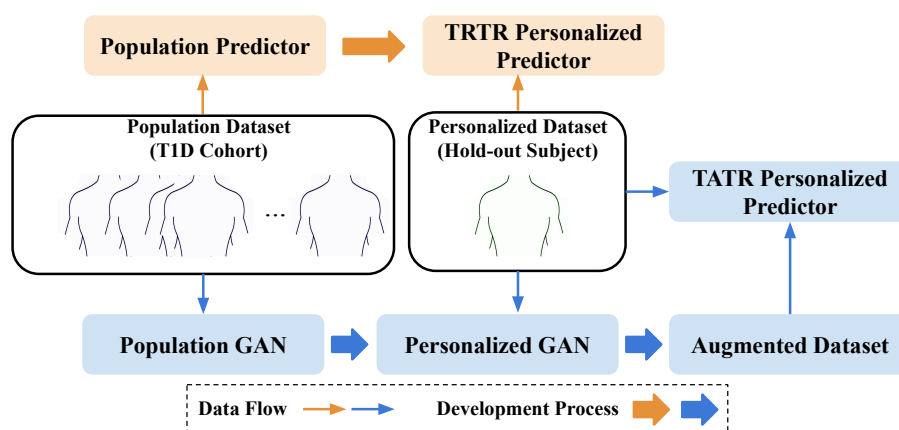 Population Predictor
TRTR Personalized
Predictor
Population Dataset
(T1D Cohort)
Personalized Dataset
(Hold-out Subject)
...
TATR Personalized
Predictor
Population GAN
Personalized GAN
Augmented Dataset
Data Flow
Development Process